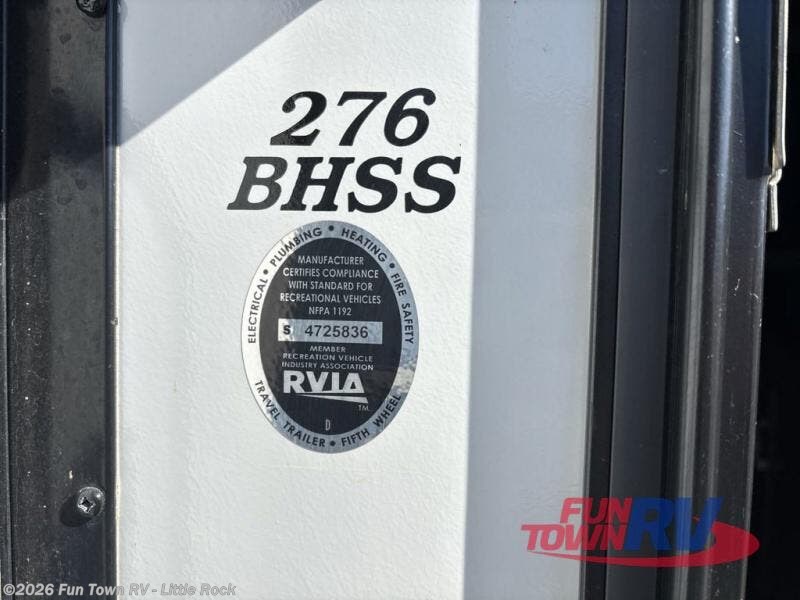 276
BHSS
ELECTRICAL • PLUMBING • HEATING • FIRE SAFETY
MANUFACTURER
CERTIFIES COMPLIANCE
WITH STANDARD FOR
RECREATIONAL VEHICLES
NFPA 1192
S 4725836
MEMBER
RECREATION VEHICLE
INDUSTRY ASSOCIATION
RVIA
TM.
D
TRAVEL TRAILER • FIFTH WHEEL
FUN
TOWN RV
©2026 Fun Town RV - Little Rock